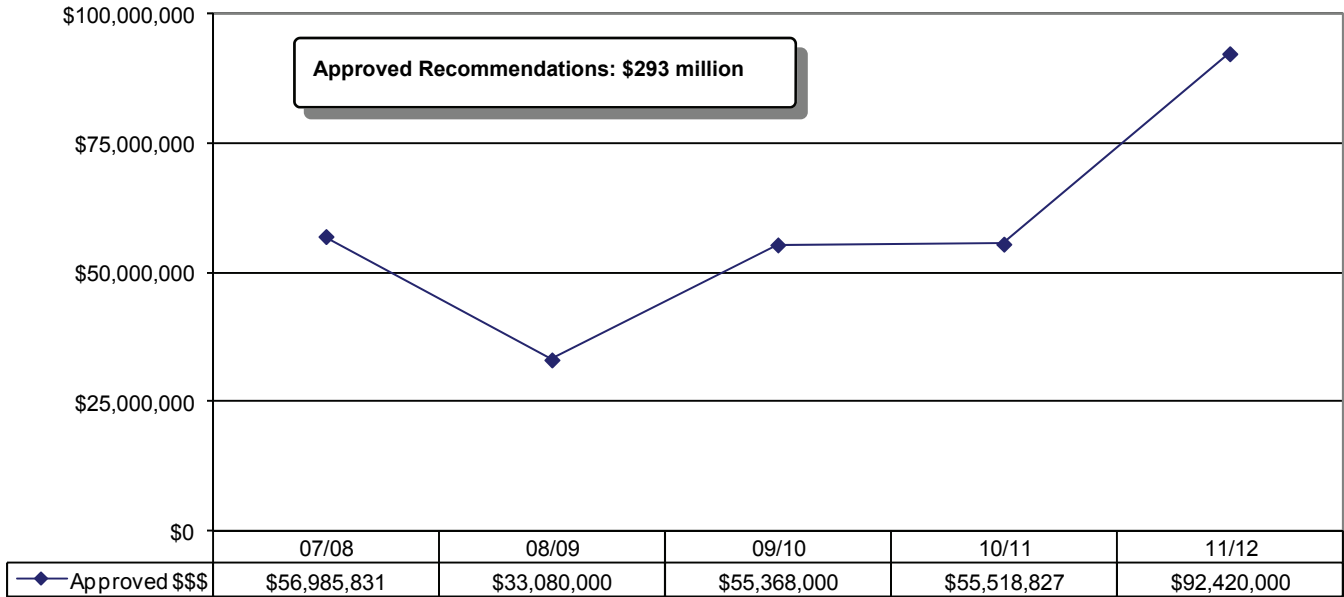 $100,000,000
Approved Recommendations: $293 million
$75,000,000
$50,000,000
$25,000,000
$0
07/08 08/09 09/10 10/11 11/12
Approved $$$ $56,985,831 $33,080,000 $55,368,000 $55,518,827 $92,420,000